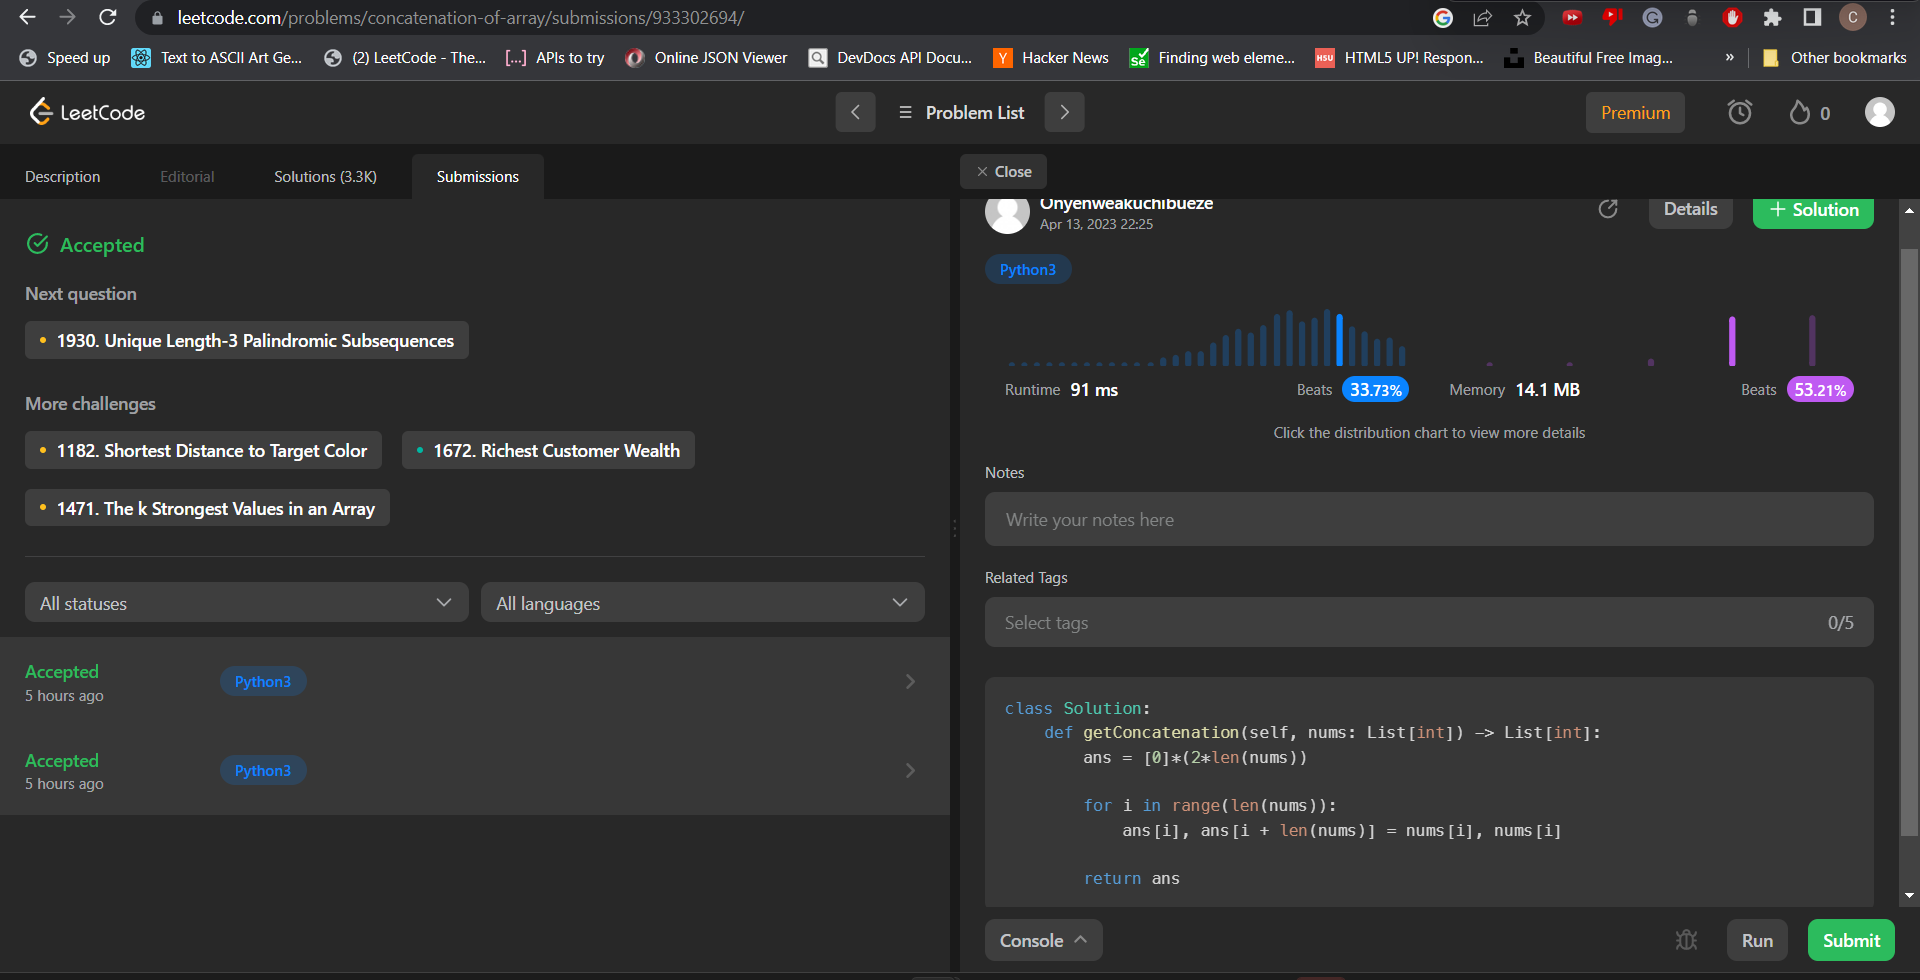 leetcode.com/problems/concatenation-of-array/submissions/933302694/
C
Speed up
Text to ASCII Art Ge...
(2) LeetCode - The...
[...] APIs to try
Online JSON Viewer
DevDocs API Docu...
Y Hacker News
Se Finding web eleme...
HSU HTML5 UP! Respon...
Beautiful Free Imag...
»
Other bookmarks
LeetCode
Problem List
Premium
0
Description
Editorial
Solutions (3.3K)
Submissions
Accepted
Next question
1930. Unique Length-3 Palindromic Subsequences
More challenges
1182. Shortest Distance to Target Color
1672. Richest Customer Wealth
1471. The k Strongest Values in an Array
All statuses
All languages
Accepted
Python3
5 hours ago
Accepted
Python3
5 hours ago
Close
Onyenweakuchibueze
Apr 13, 2023 22:25
Details
+ Solution
Python3
Runtime 91 ms
Beats 33.73%
Memory 14.1 MB
Beats 53.21%
Click the distribution chart to view more details
Notes
Write your notes here
Related Tags
Select tags
0/5
class Solution:
    def getConcatenation(self, nums: List[int]) -> List[int]:
        ans = [0]*(2*len(nums))
        for i in range(len(nums)):
            ans[i], ans[i + len(nums)] = nums[i], nums[i]
        return ans
Console
Run
Submit